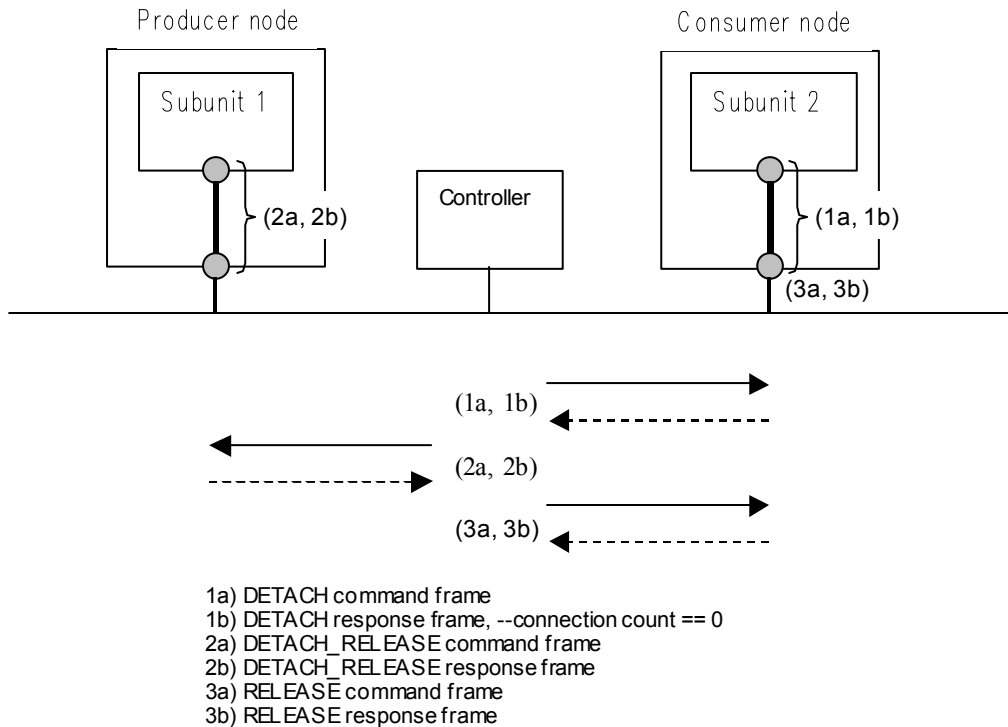 Producer node
Consumer node
Subunit 1
Subunit 2
Controller
(2a, 2b)
(1a, 1b)
(3a, 3b)
(1a, 1b)
(2a, 2b)
(3a, 3b)
1a) DETACH command frame
1b) DETACH response frame, --connection count == 0
2a) DETACH_RELEASE command frame
2b) DETACH_RELEASE response frame
3a) RELEASE command frame
3b) RELEASE response frame